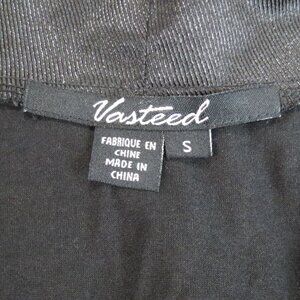 Vasteed
FABRIQUE EN
CHINE
MADE IN
CHINA
S